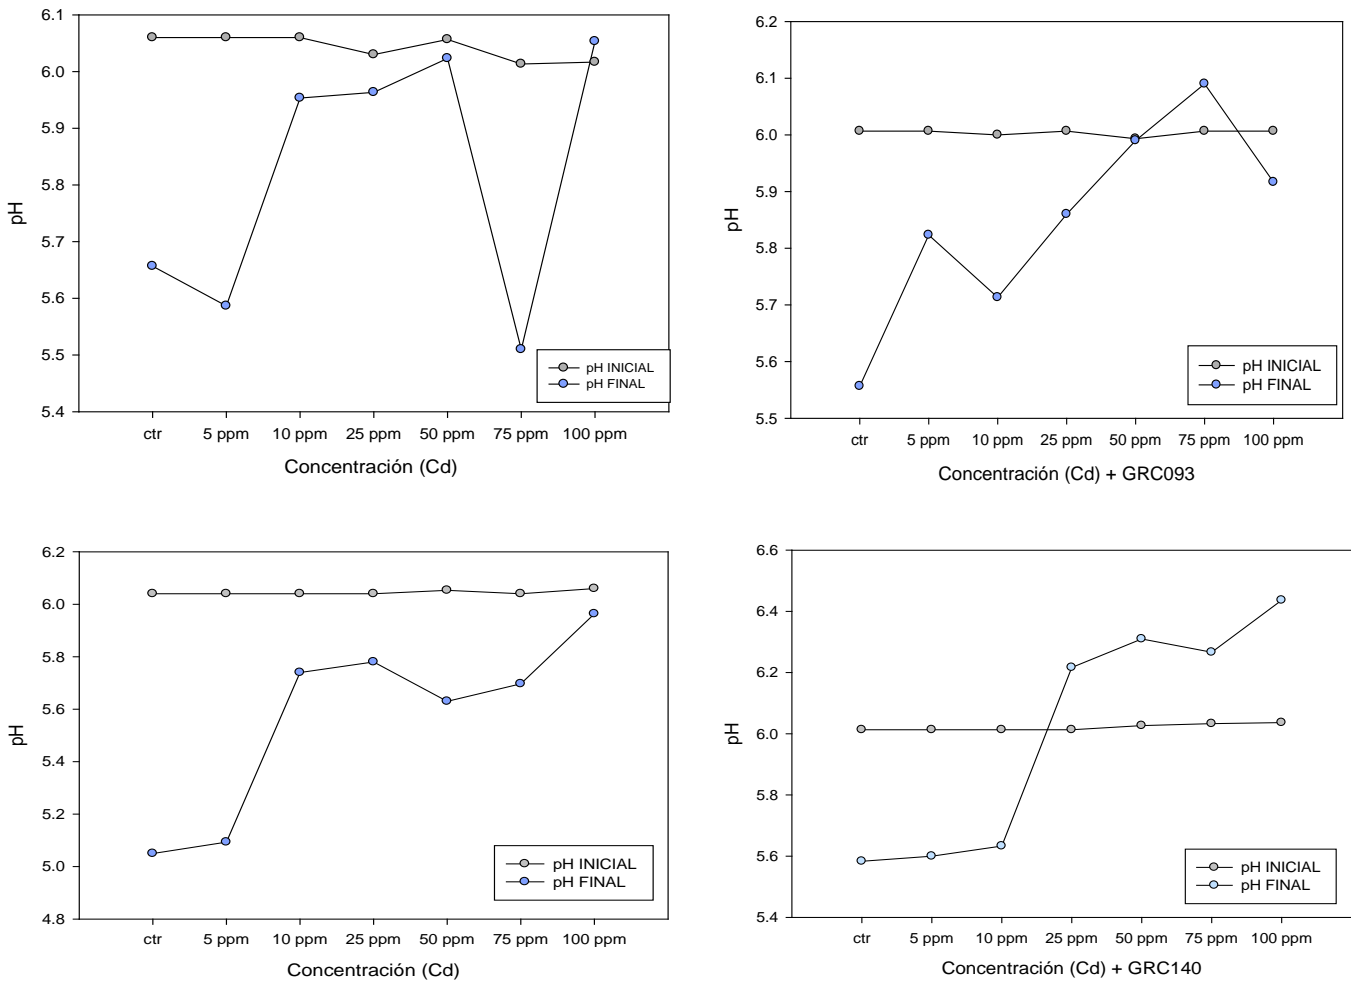 6.1
6.0
5.9
5.8
5.7
5.6
5.5
5.4
pH
pH INICIAL
pH FINAL
ctr 5 ppm 10 ppm 25 ppm 50 ppm 75 ppm 100 ppm
Concentración (Cd)
6.2
6.1
6.0
5.9
5.8
5.7
5.6
5.5
pH
pH INICIAL
pH FINAL
ctr 5 ppm 10 ppm 25 ppm 50 ppm 75 ppm 100 ppm
Concentración (Cd) + GRC093
6.2
6.0
5.8
5.6
5.4
5.2
5.0
4.8
pH
pH INICIAL
pH FINAL
ctr 5 ppm 10 ppm 25 ppm 50 ppm 75 ppm 100 ppm
Concentración (Cd)
6.6
6.4
6.2
6.0
5.8
5.6
5.4
pH
pH INICIAL
pH FINAL
ctr 5 ppm 10 ppm 25 ppm 50 ppm 75 ppm 100 ppm
Concentración (Cd) + GRC140